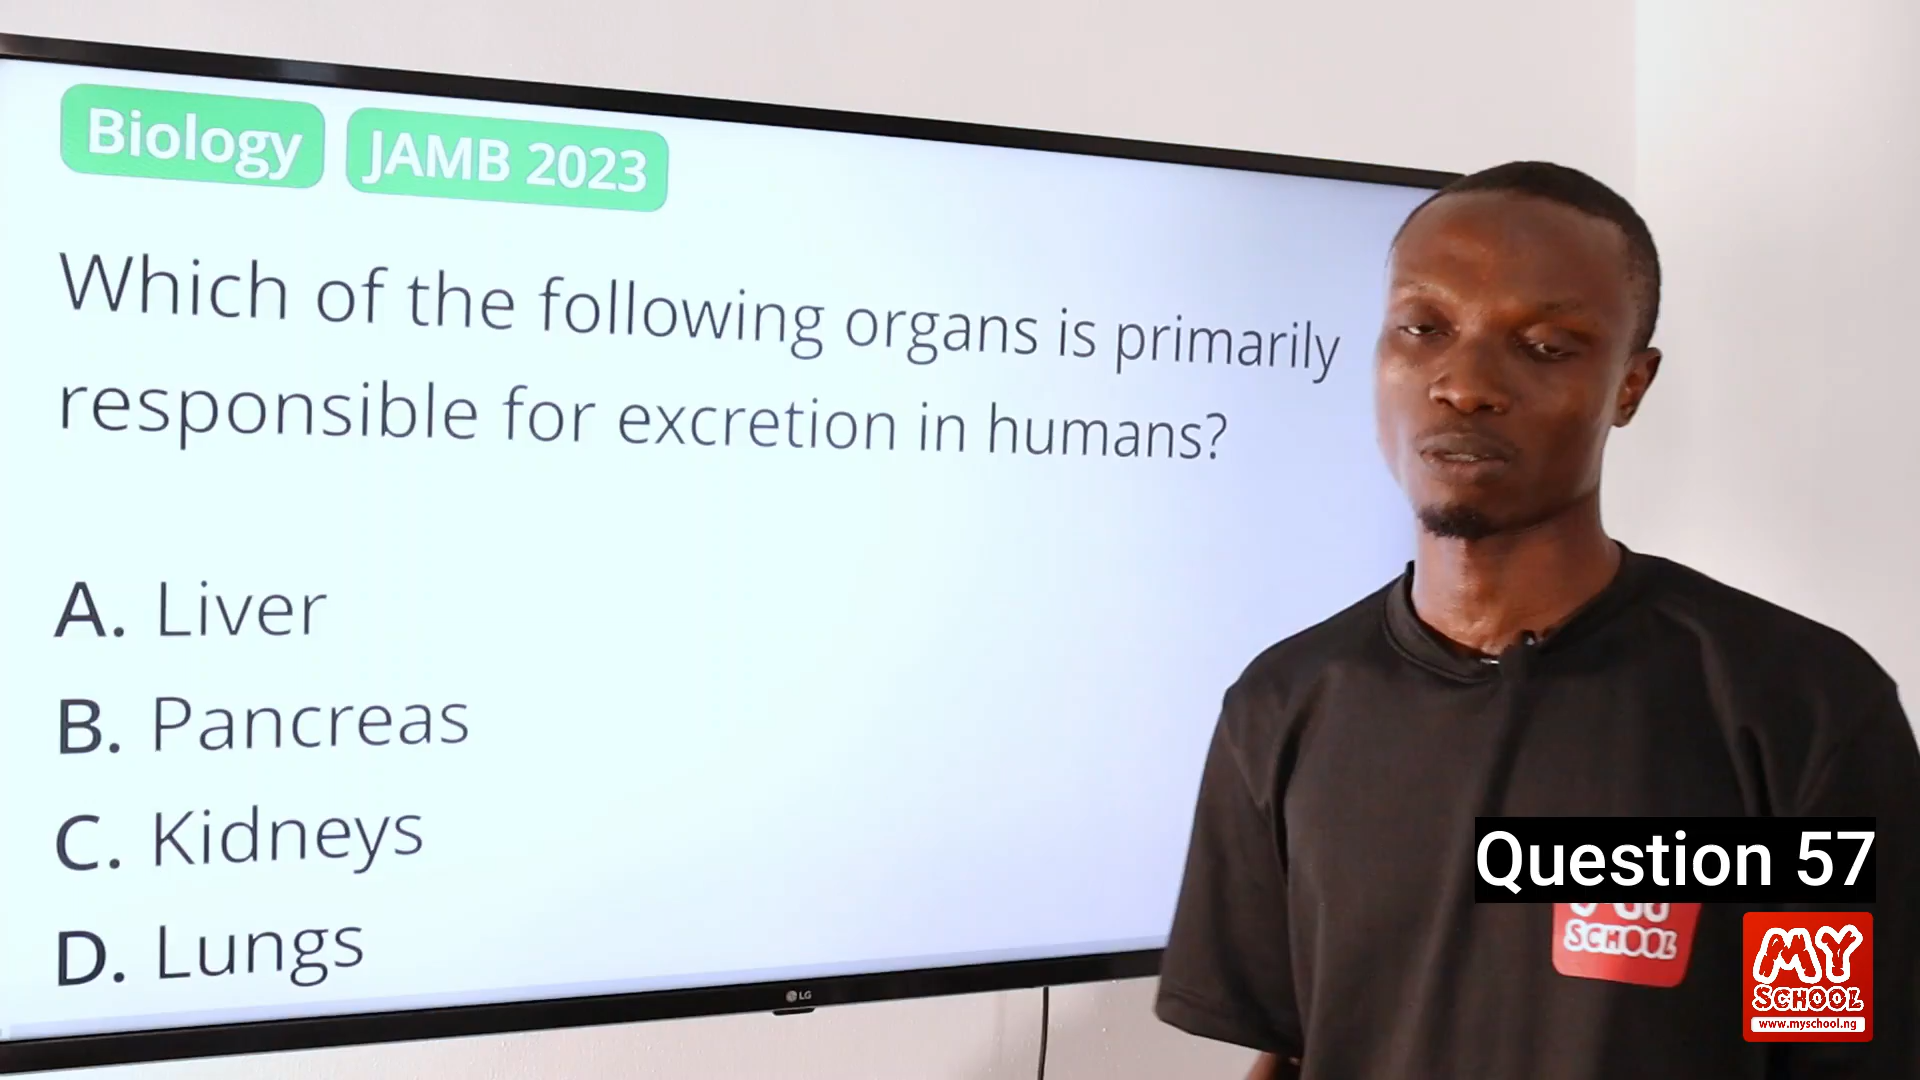 Biology JAMB 2023
Which of the following organs is primarily
responsible for excretion in humans?
A. Liver
B. Pancreas
C. Kidneys
D. Lungs
LG
Question 57
SCHOOL
MY
SCHOOL
www.myschool.ng